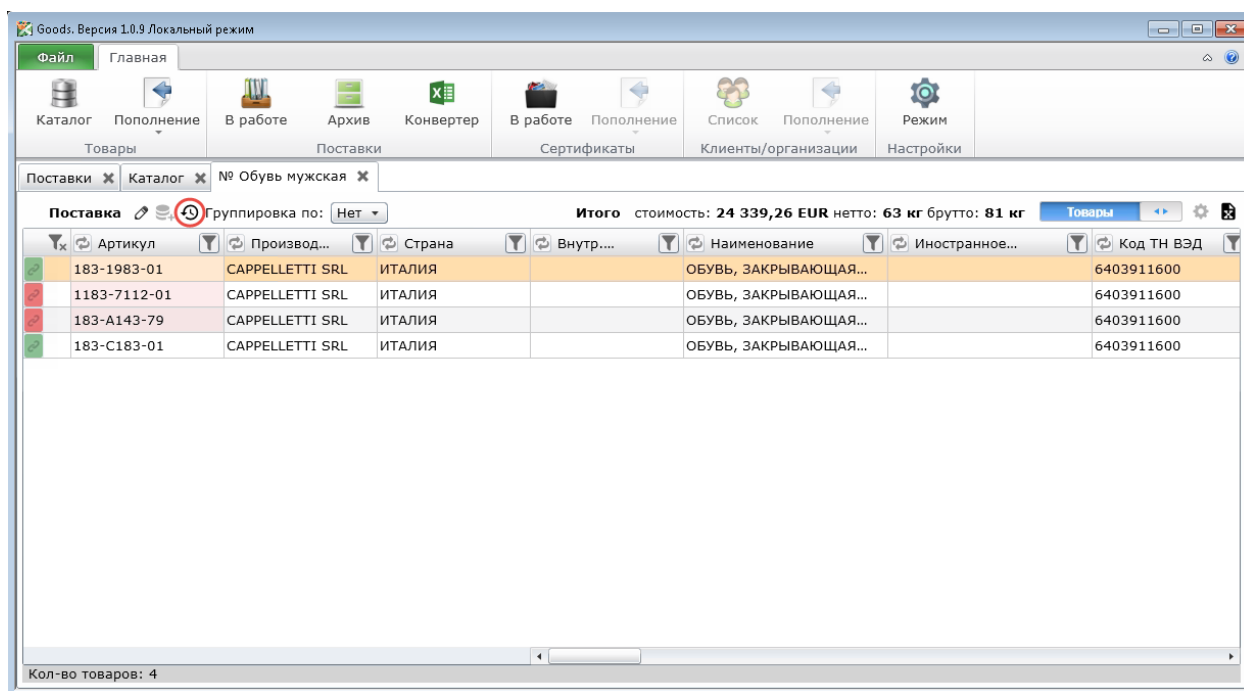 Goods. Версия 1.0.9 Локальный режим
Файл Главная
Каталог Пополнение В работе Архив Конвертер В работе Пополнение Список Пополнение Режим
Товары Поставки Сертификаты Клиенты/организации Настройки
Поставки Каталог № Обувь мужская
Поставка Группировка по: Нет Итого стоимость: 24 339,26 EUR нетто: 63 кг брутто: 81 кг Товары
Артикул Производ... Страна Внутр.... Наименование Иностранное... Код ТН ВЭД
183-1983-01 CAPPELLETTI SRL ИТАЛИЯ ОБУВЬ, ЗАКРЫВАЮЩАЯ... 6403911600
1183-7112-01 CAPPELLETTI SRL ИТАЛИЯ ОБУВЬ, ЗАКРЫВАЮЩАЯ... 6403911600
183-A143-79 CAPPELLETTI SRL ИТАЛИЯ ОБУВЬ, ЗАКРЫВАЮЩАЯ... 6403911600
183-C183-01 CAPPELLETTI SRL ИТАЛИЯ ОБУВЬ, ЗАКРЫВАЮЩАЯ... 6403911600
Кол-во товаров: 4